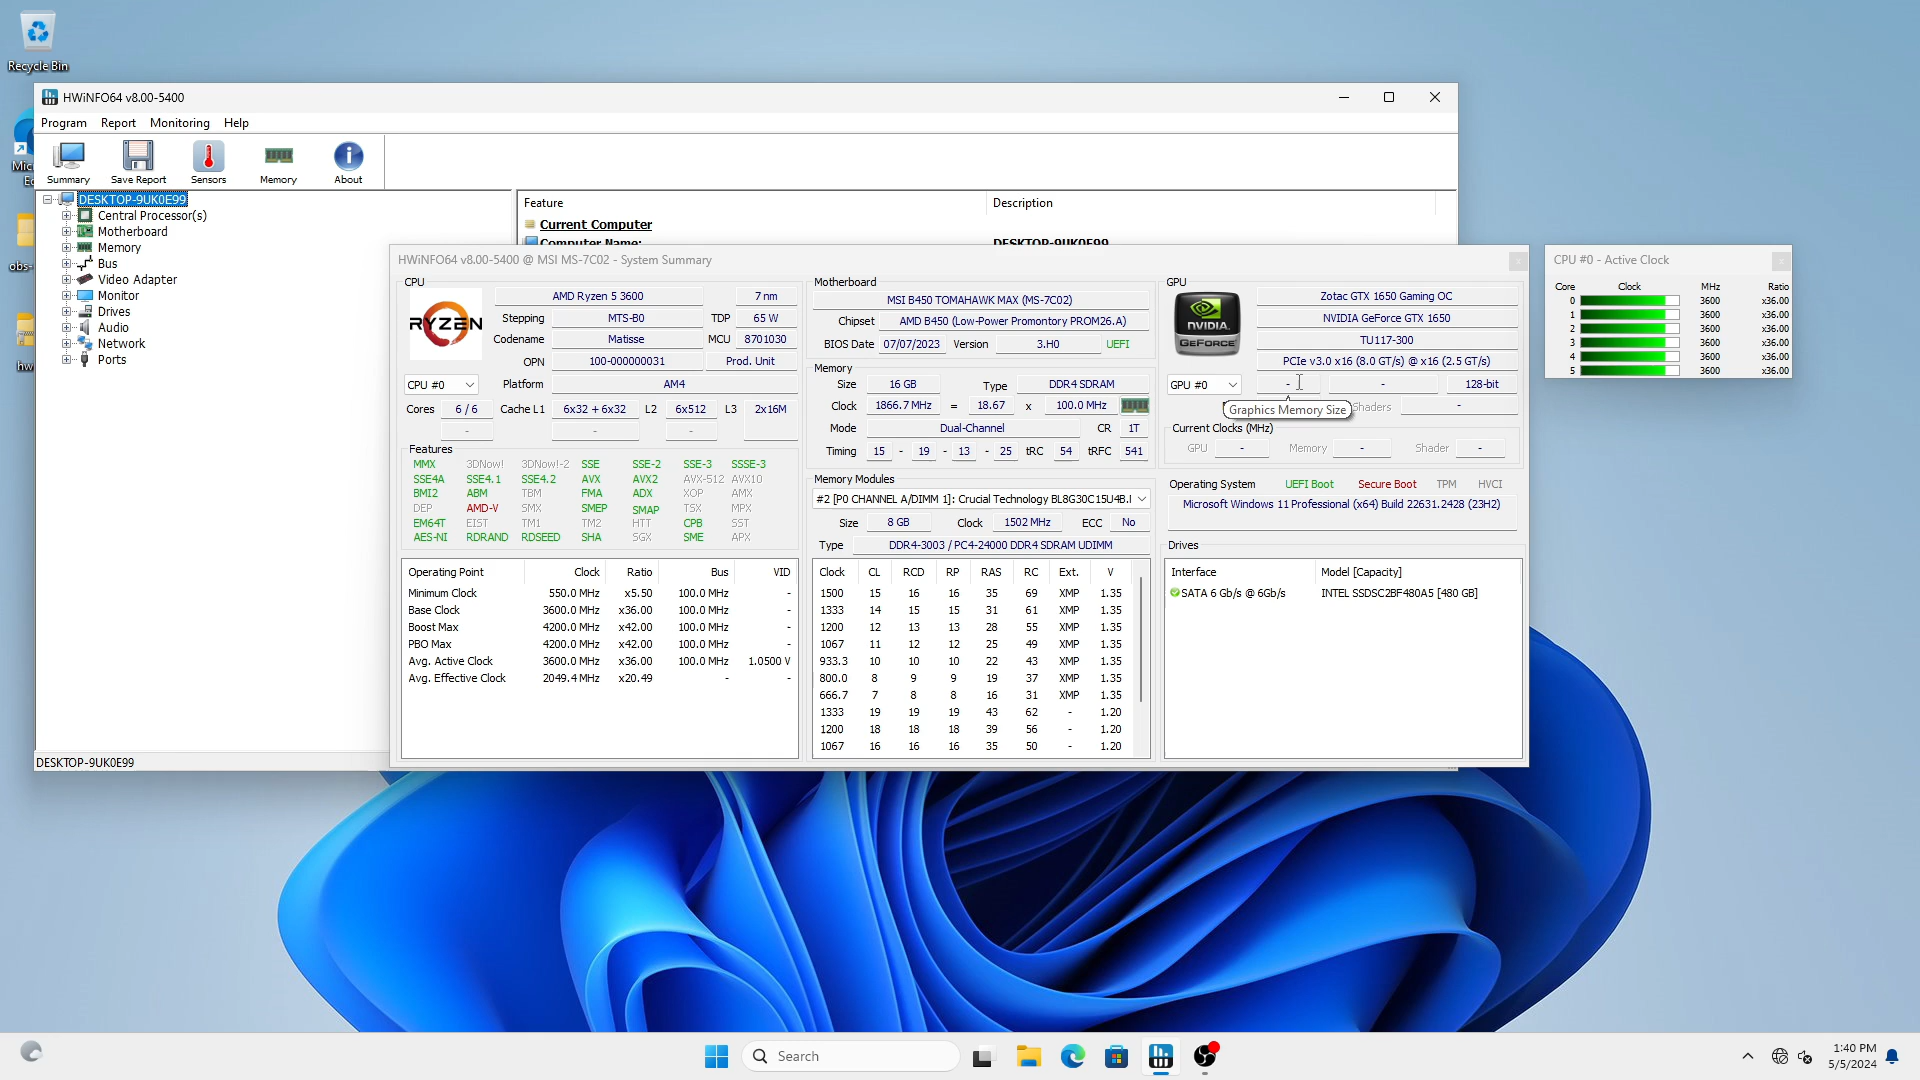 Recycle Bin
HWiNFO64 v8.00-5400
Program Report Monitoring Help
Summary Save Report Sensors Memory About
DESKTOP-9UK0E99
Central Processor(s)
Motherboard
Memory
Bus
Video Adapter
Monitor
Drives
Audio
Network
Ports
DESKTOP-9UK0E99
Feature Description
Current Computer
Computer Name: DESKTOP-9UK0E99
HWiNFO64 v8.00-5400 @ MSI MS-7C02 - System Summary
CPU
RYZEN
AMD Ryzen 5 3600 7 nm
Stepping MTS-B0 TDP 65 W
Codename Matisse MCU 8701030
OPN 100-000000031 Prod. Unit
CPU #0 Platform AM4
Cores 6 / 6 Cache L1 6x32 + 6x32 L2 6x512 L3 2x16M
- - -
Features
MMX 3DNow! 3DNow!-2 SSE SSE-2 SSE-3 SSSE-3
SSE4A SSE4.1 SSE4.2 AVX AVX2 AVX-512 AVX10
BMI2 ABM TBM FMA ADX XOP AMX
DEP AMD-V SMX SMEP SMAP TSX MPX
EM64T EIST TM1 TM2 HTT CPB SST
AES-NI RDRAND RDSEED SHA SGX SME APX
Operating Point Clock Ratio Bus VID
Minimum Clock 550.0 MHz x5.50 100.0 MHz -
Base Clock 3600.0 MHz x36.00 100.0 MHz -
Boost Max 4200.0 MHz x42.00 100.0 MHz -
PBO Max 4200.0 MHz x42.00 100.0 MHz -
Avg. Active Clock 3600.0 MHz x36.00 100.0 MHz 1.0500 V
Avg. Effective Clock 2049.4 MHz x20.49 - -
Motherboard
MSI B450 TOMAHAWK MAX (MS-7C02)
Chipset AMD B450 (Low-Power Promontory PROM26.A)
BIOS Date 07/07/2023 Version 3.H0 UEFI
Memory
Size 16 GB Type DDR4 SDRAM
Clock 1866.7 MHz = 18.67 x 100.0 MHz
Mode Dual-Channel CR 1T
Timing 15 - 19 - 13 - 25 tRC 54 tRFC 541
Memory Modules
#2 [P0 CHANNEL A/DIMM 1]: Crucial Technology BL8G30C15U4B.
Size 8 GB Clock 1502 MHz ECC No
Type DDR4-3003 / PC4-24000 DDR4 SDRAM UDIMM
Clock CL RCD RP RAS RC Ext. V
1500 15 16 16 35 69 XMP 1.35
1333 14 15 15 31 61 XMP 1.35
1200 12 13 13 28 55 XMP 1.35
1067 11 12 12 25 49 XMP 1.35
933.3 10 10 10 22 43 XMP 1.35
800.0 8 9 9 19 37 XMP 1.35
666.7 7 8 8 16 31 XMP 1.35
1333 19 19 19 43 62 - 1.20
1200 18 18 18 39 56 - 1.20
1067 16 16 16 35 50 - 1.20
GPU
NVIDIA. GEFORCE
Zotac GTX 1650 Gaming OC
NVIDIA GeForce GTX 1650
TU117-300
PCIe v3.0 x16 (8.0 GT/s) @ x16 (2.5 GT/s)
GPU #0 - - 128-bit
Graphics Memory Size Shaders -
Current Clocks (MHz)
GPU - Memory - Shader -
Operating System UEFI Boot Secure Boot TPM HVCI
Microsoft Windows 11 Professional (x64) Build 22631.2428 (23H2)
Drives
Interface Model [Capacity]
SATA 6 Gb/s @ 6Gb/s INTEL SSDSC2BF480A5 [480 GB]
CPU #0 - Active Clock
Core Clock MHz Ratio
0 3600 x36.00
1 3600 x36.00
2 3600 x36.00
3 3600 x36.00
4 3600 x36.00
5 3600 x36.00
Search
1:40 PM
5/5/2024